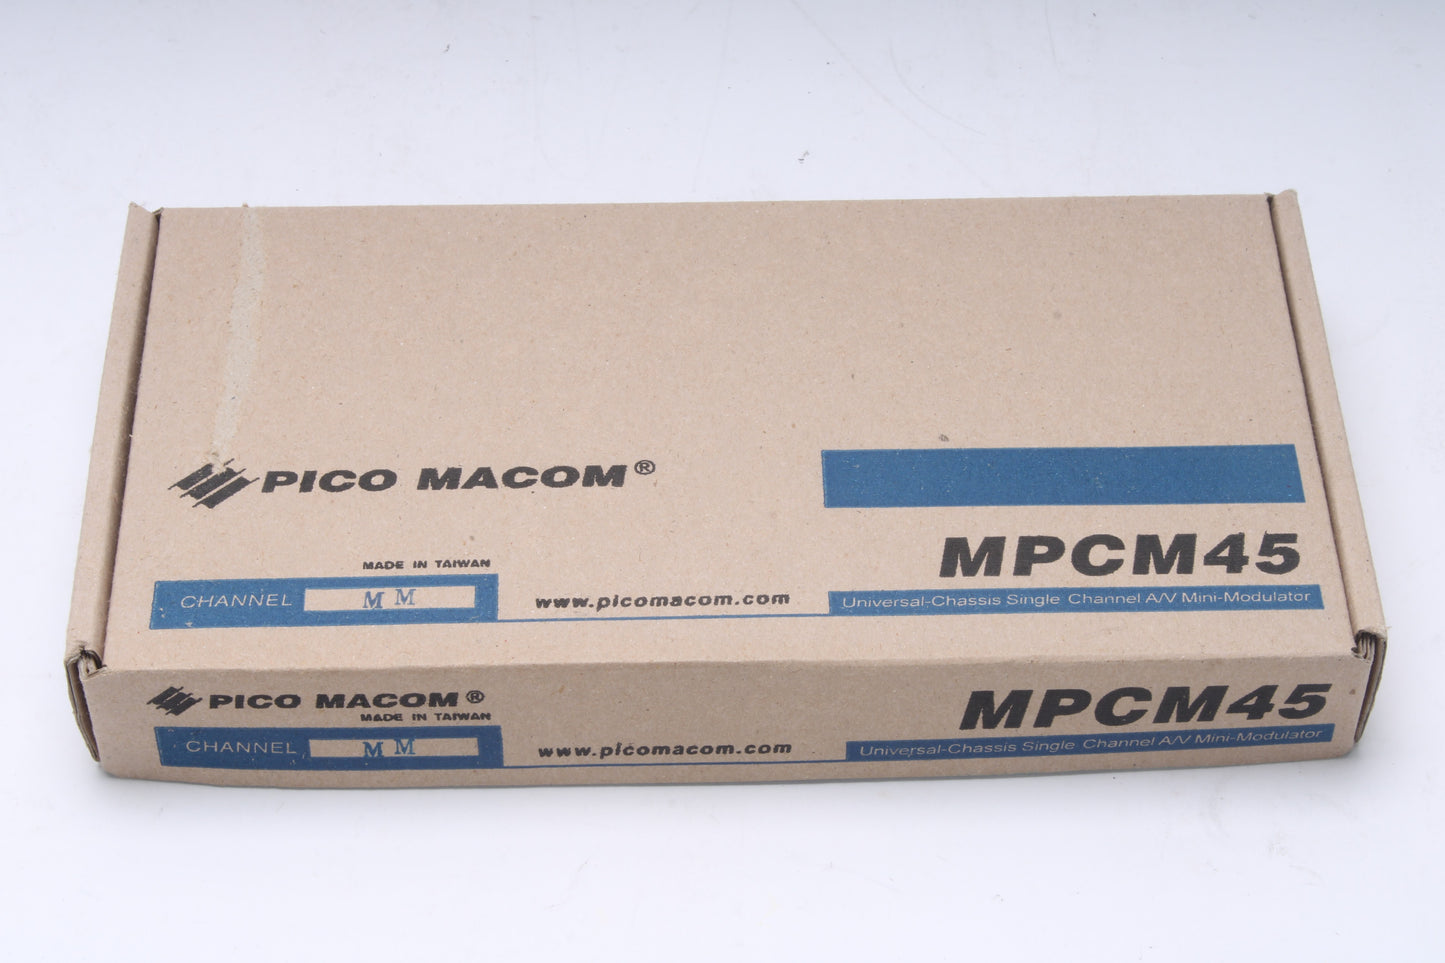 PICO MACOM®
MPCM45
MADE IN TAIWAN
CHANNEL MM
www.picomacom.com
Universal-Chassis Single Channel A/V Mini-Modulator
PICO MACOM®
MADE IN TAIWAN
MPCM45
CHANNEL MM
www.picomacom.com
Universal-Chassis Single Channel A/V Mini-Modulator